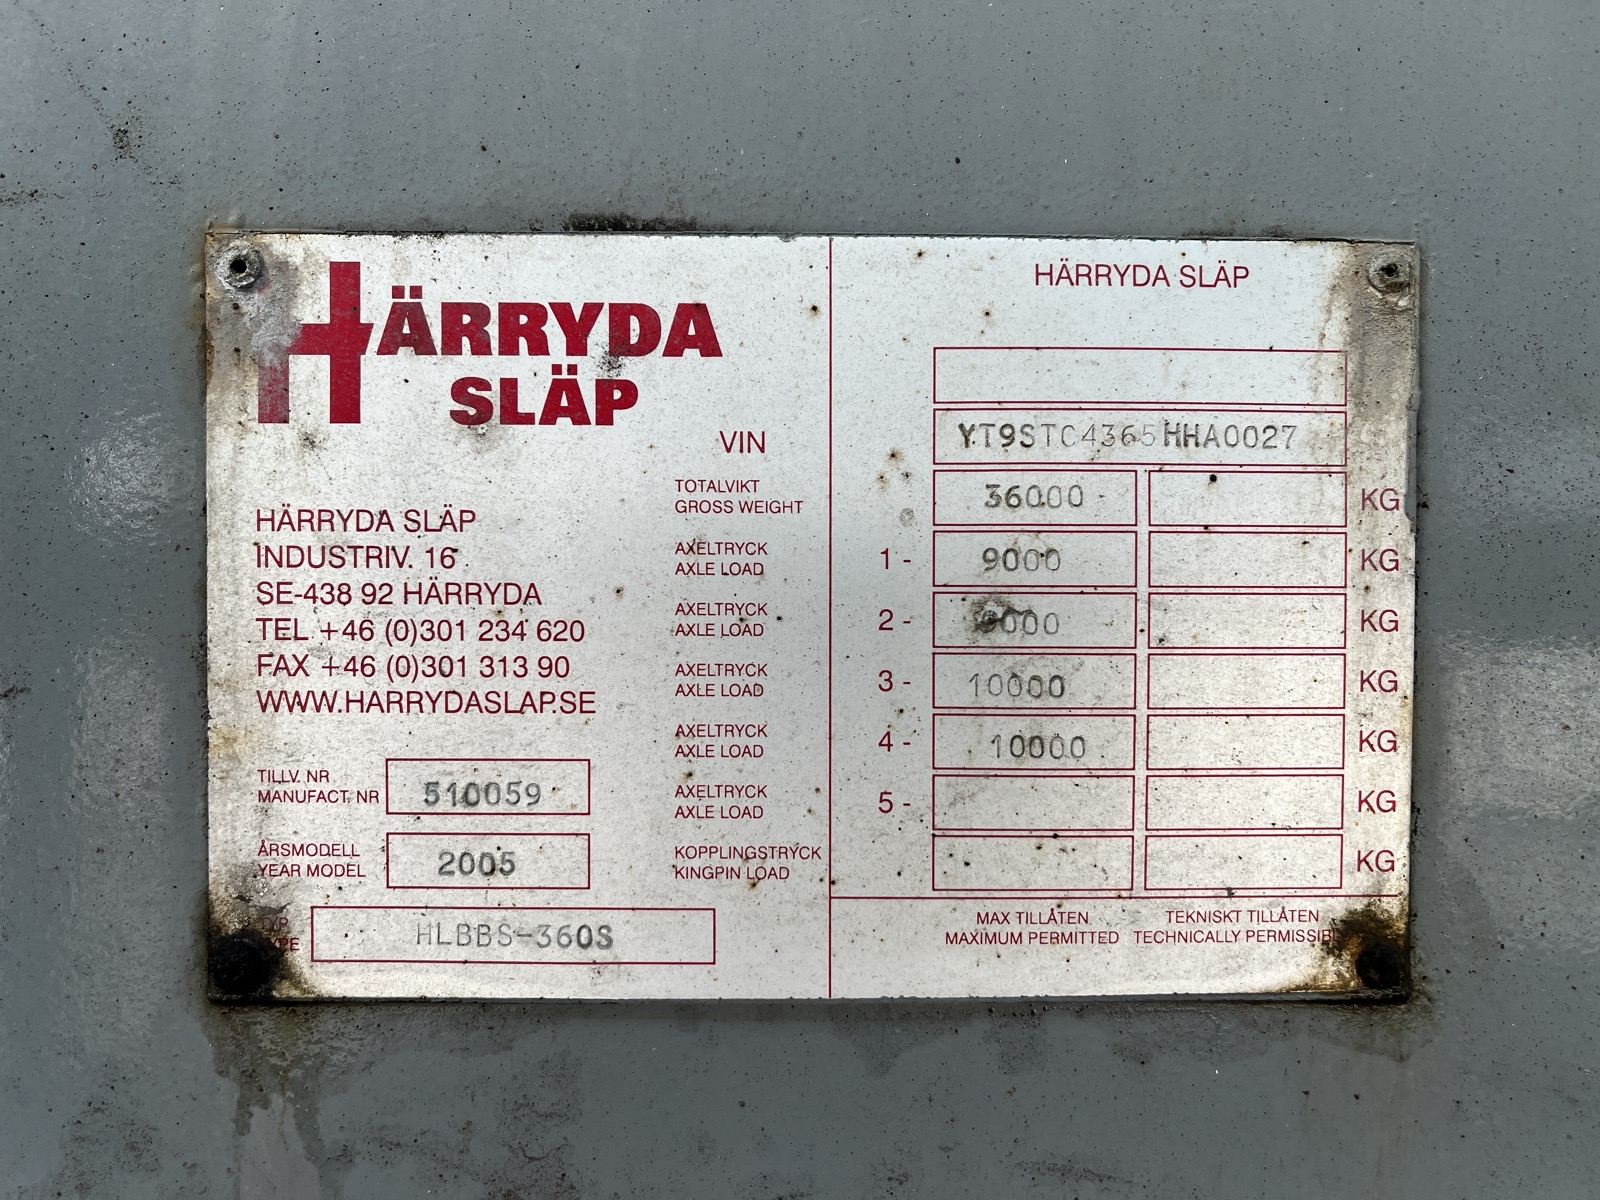 HÄRRYDA
SLÄP
HÄRRYDA SLÄP
INDUSTRIV. 16
SE-438 92 HÄRRYDA
TEL +46 (0)301 234 620
FAX +46 (0)301 313 90
WWW.HARRYDASLAP.SE
TILLV. NR
MANUFACT. NR
510059
ÅRSMODELL
YEAR MODEL
2005
HLBBS-360S
HÄRRYDA SLÄP
VIN
YT9STC4365HHA0027
TOTALVIKT
GROSS WEIGHT
36000 KG
AXELTRYCK
AXLE LOAD
1 - 9000 KG
AXELTRYCK
AXLE LOAD
2 - 9000 KG
AXELTRYCK
AXLE LOAD
3 - 10000 KG
AXELTRYCK
AXLE LOAD
4 - 10000 KG
AXELTRYCK
AXLE LOAD
5 - KG
KOPPLINGSTRYCK
KINGPIN LOAD
KG
MAX TILLÅTEN
MAXIMUM PERMITTED
TEKNISKT TILLÅTEN
TECHNICALLY PERMISSIBLE